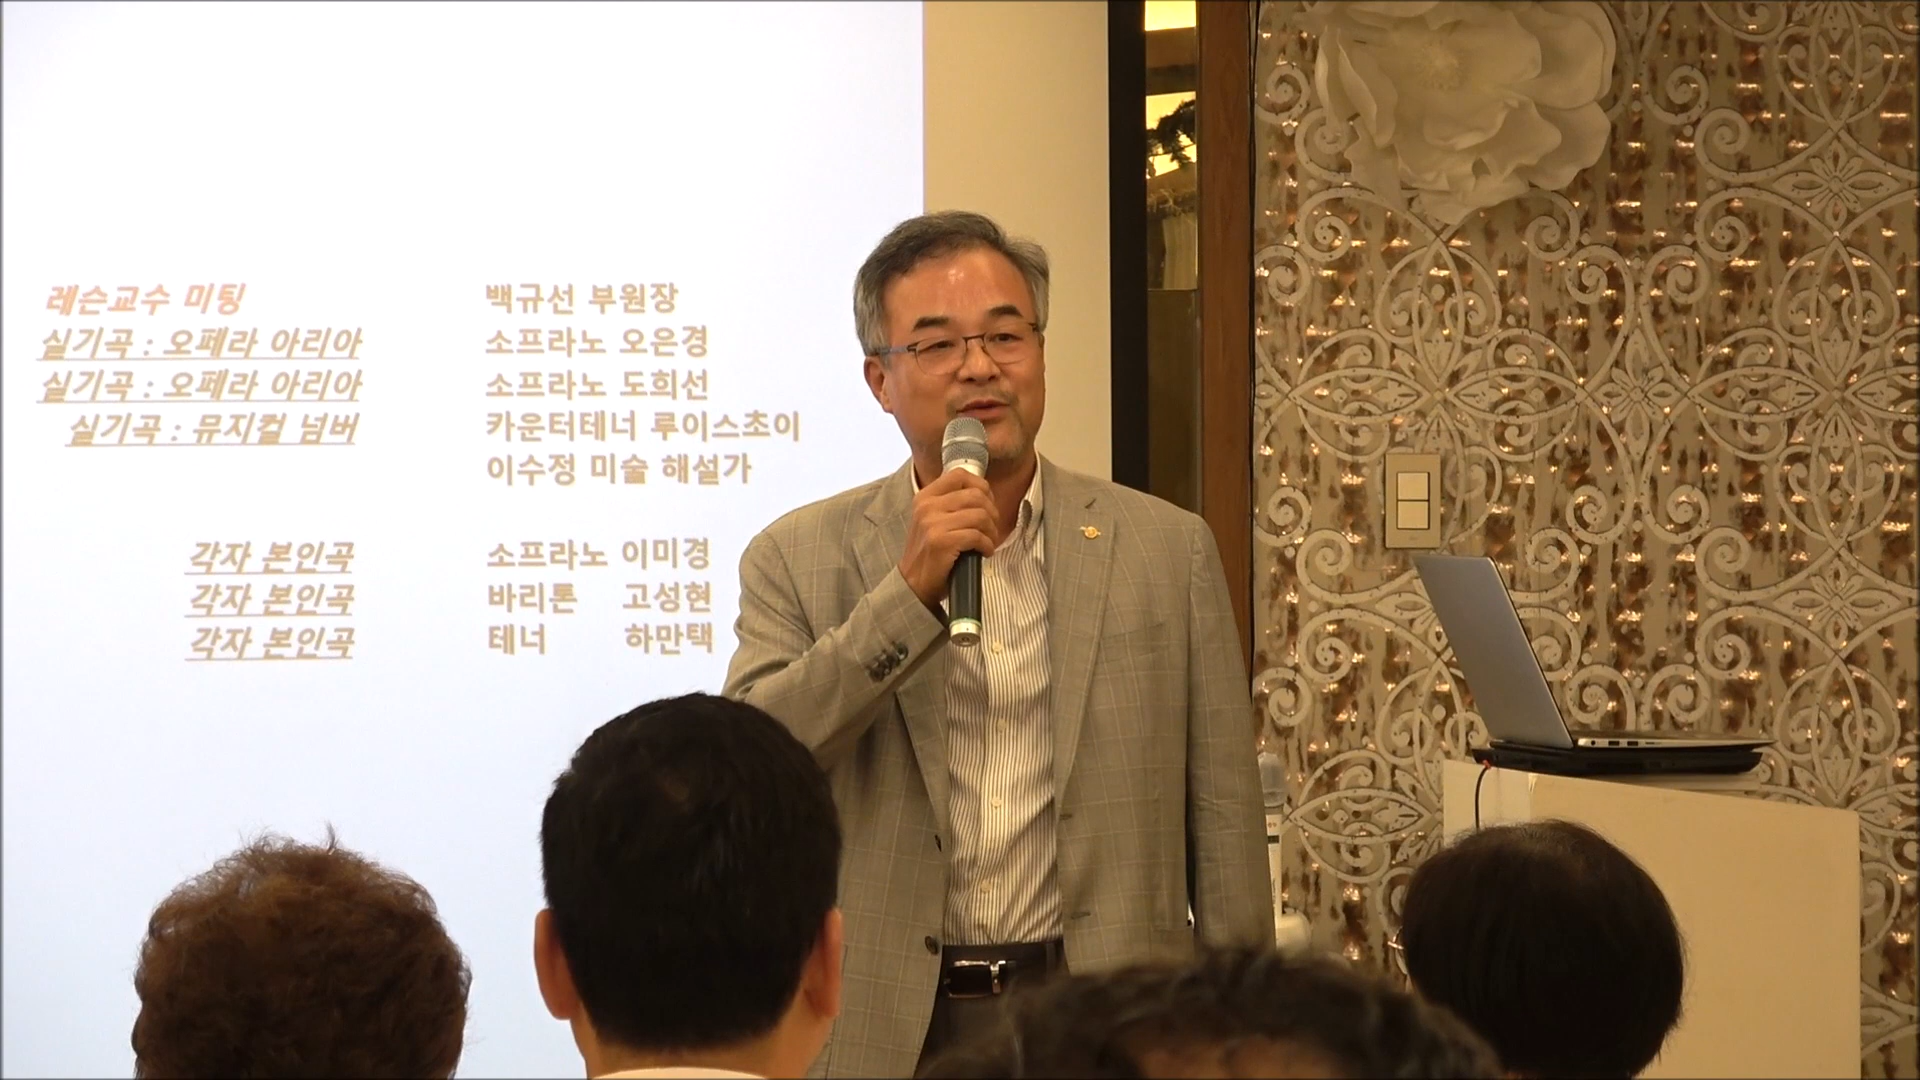 레슨교수 미팅 백규선 부원장
실기곡 : 오페라 아리아 소프라노 오은경
실기곡 : 오페라 아리아 소프라노 도희선
실기곡 : 뮤지컬 넘버 카운터테너 루이스초이
이수정 미술 해설가
각자 본인곡 소프라노 이미경
각자 본인곡 바리톤 고성현
각자 본인곡 테너 하만택